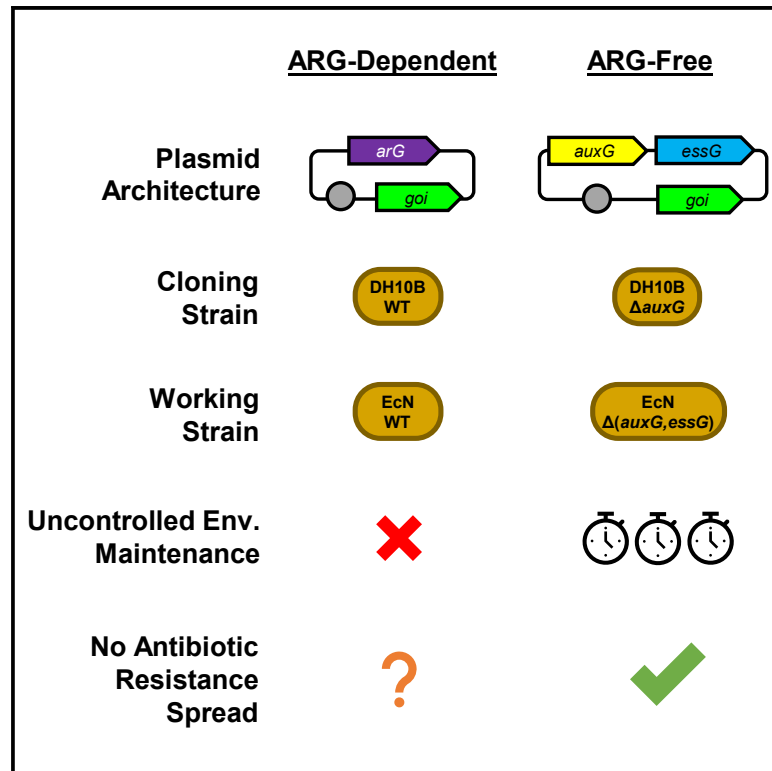 ARG-Dependent ARG-Free
Plasmid
Architecture
arG
goi
auxG essG
goi
Cloning
Strain
DH10B
WT
DH10B
ΔauxG
Working
Strain
EcN
WT
EcN
Δ(auxG,essG)
Uncontrolled Env.
Maintenance
No Antibiotic
Resistance
Spread
?